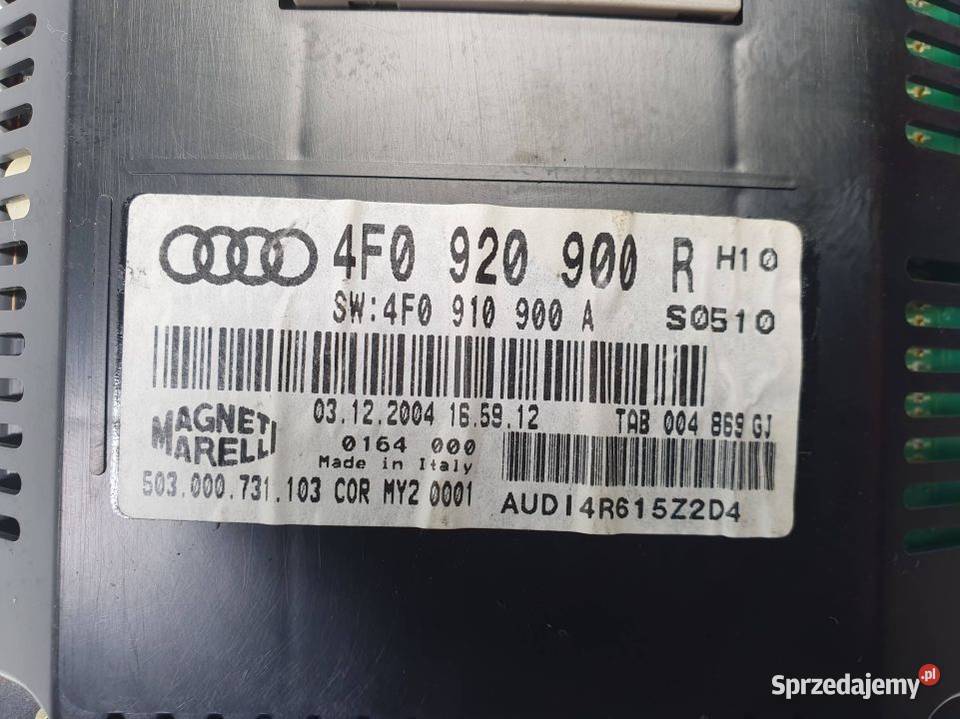 4F0 920 900 R H10
SW:4F0 910 900 A S0510
03.12.2004 16.59.12 TAB 004 869 GJ
MAGNETI MARELLI
0164 000
Made in Italy
503.000.731.103 COR MY2 0001
AUDI4R615Z2D4
Sprzedajemy.pl